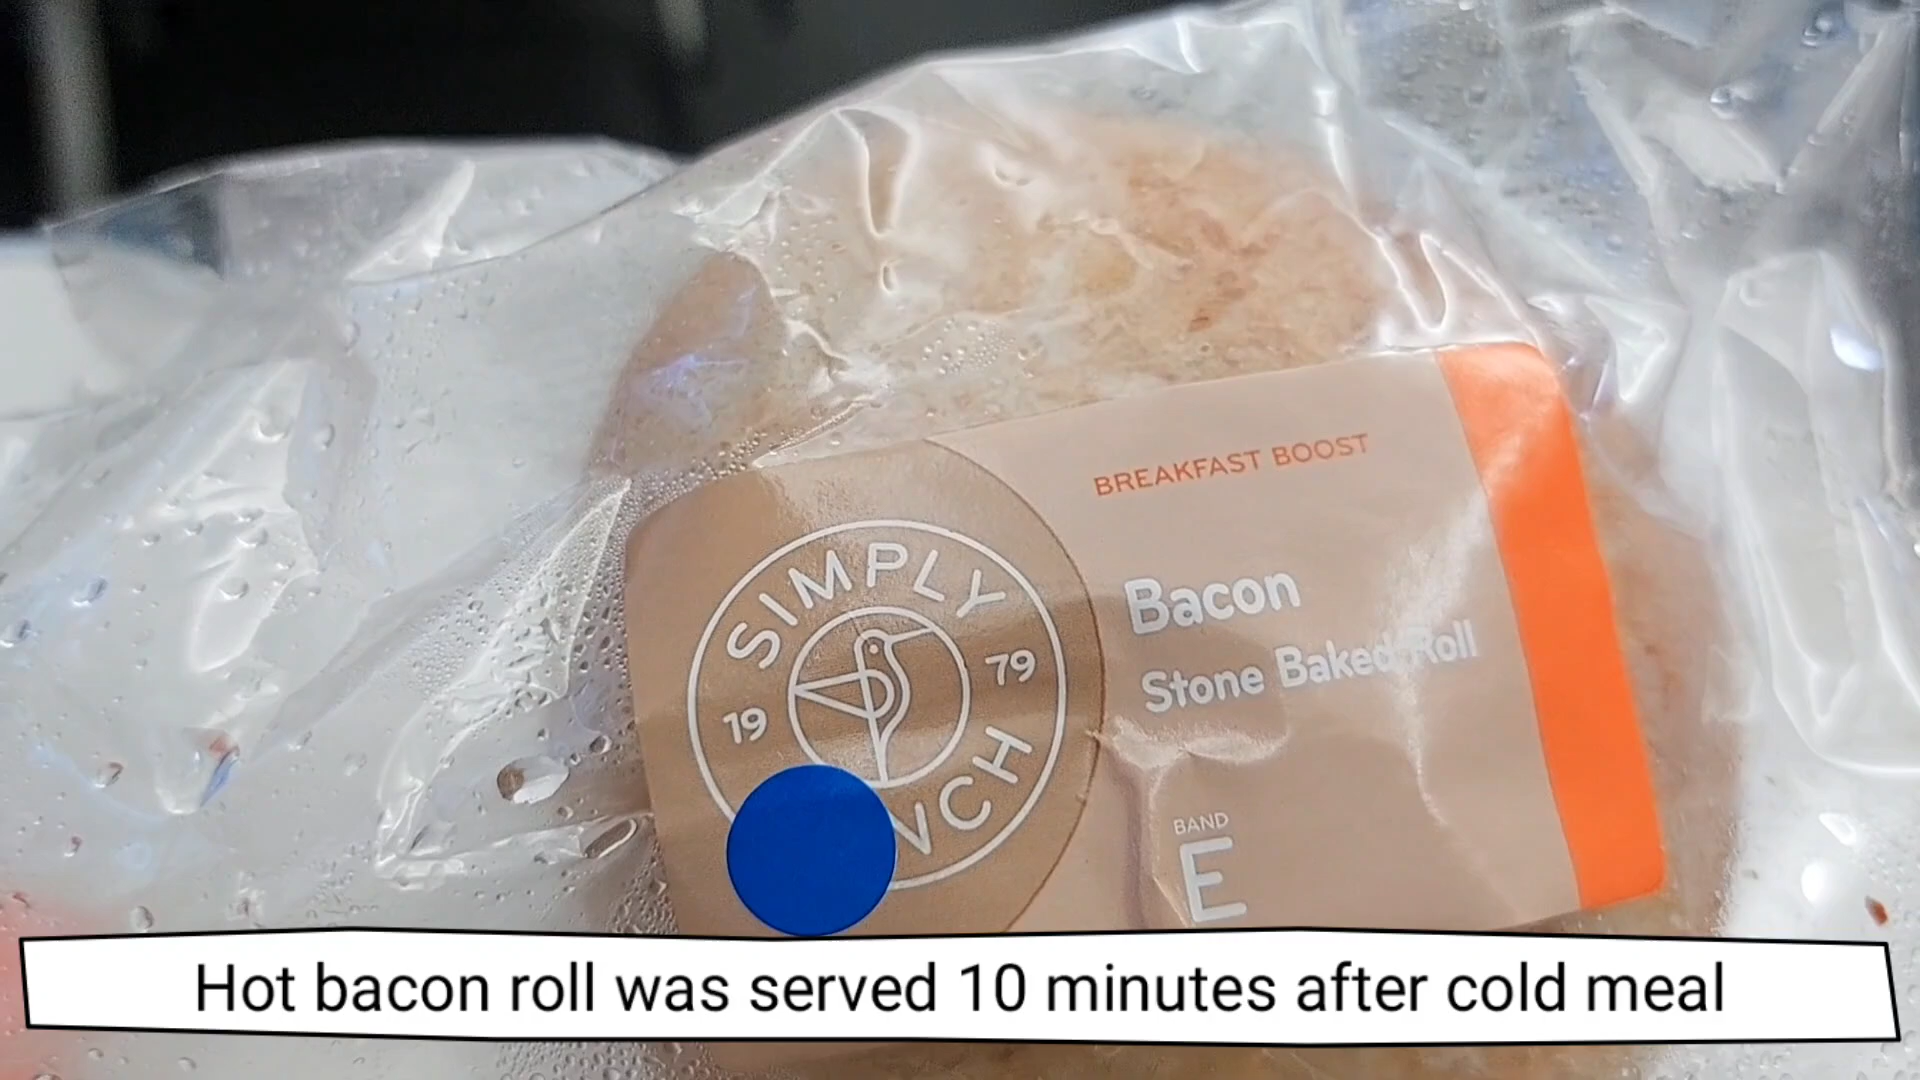 BREAKFAST BOOST
Bacon
Stone Baked Roll
SIMPLY
19 79
NCH
BAND
E
Hot bacon roll was served 10 minutes after cold meal